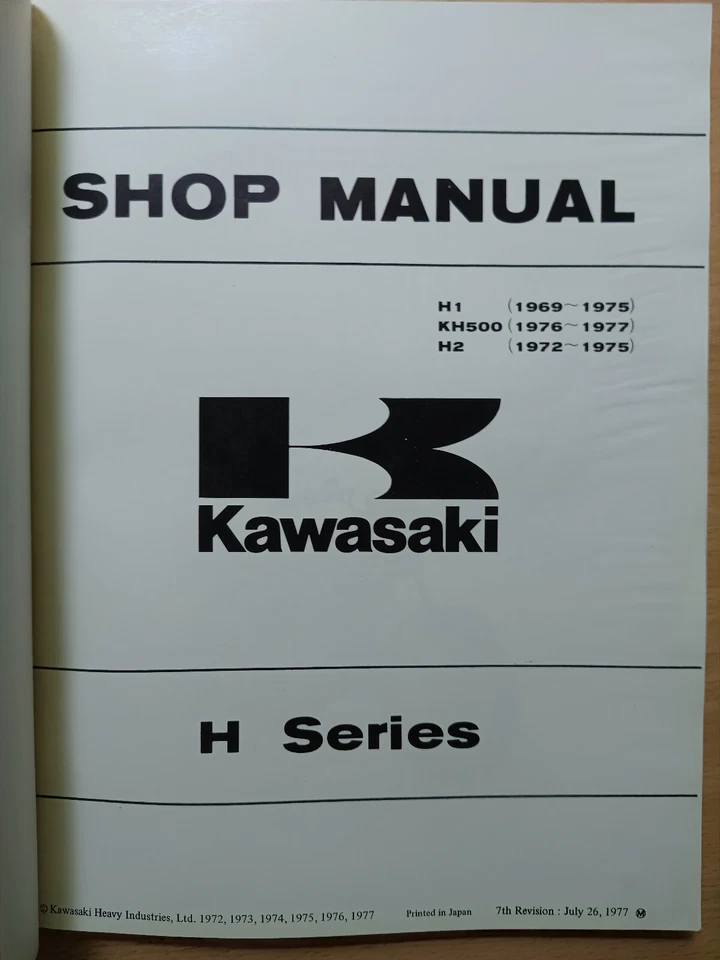 SHOP MANUAL
H1 (1969~1975)
KH500 (1976~1977)
H2 (1972~1975)
Kawasaki
H Series
© Kawasaki Heavy Industries, Ltd. 1972, 1973, 1974, 1975, 1976, 1977 Printed in Japan 7th Revision : July 26, 1977 Ⓜ